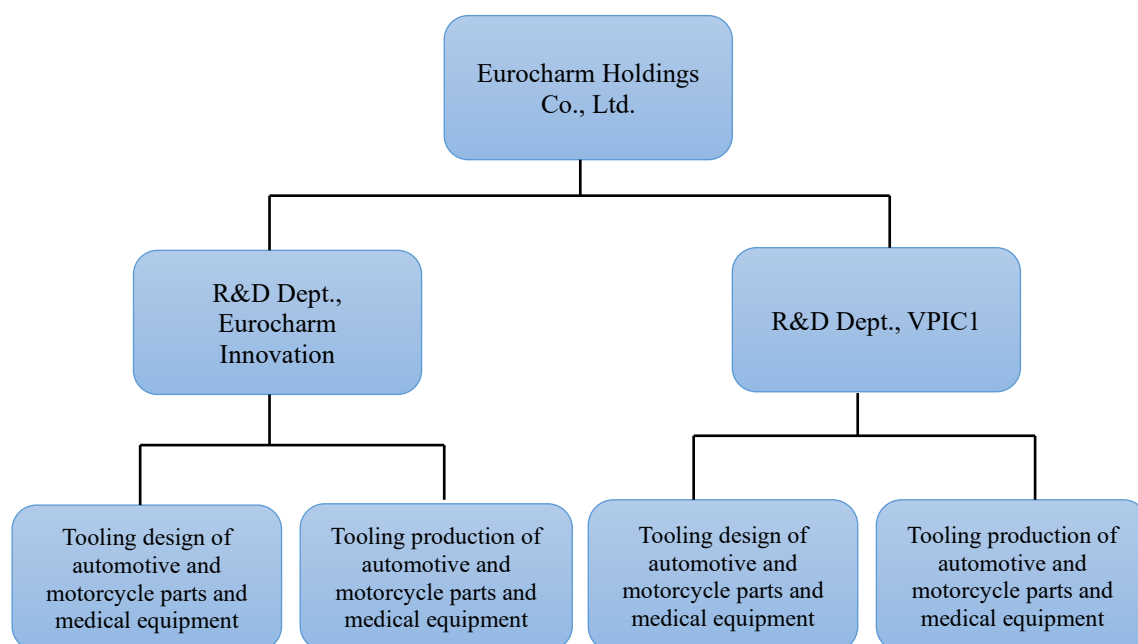 Eurocharm Holdings
Co., Ltd.
R&D Dept.,
Eurocharm
Innovation
R&D Dept., VPIC1
Tooling design of
automotive and
motorcycle parts and
medical equipment
Tooling production of
automotive and
motorcycle parts and
medical equipment
Tooling design of
automotive and
motorcycle parts and
medical equipment
Tooling production of
automotive and
motorcycle parts and
medical equipment